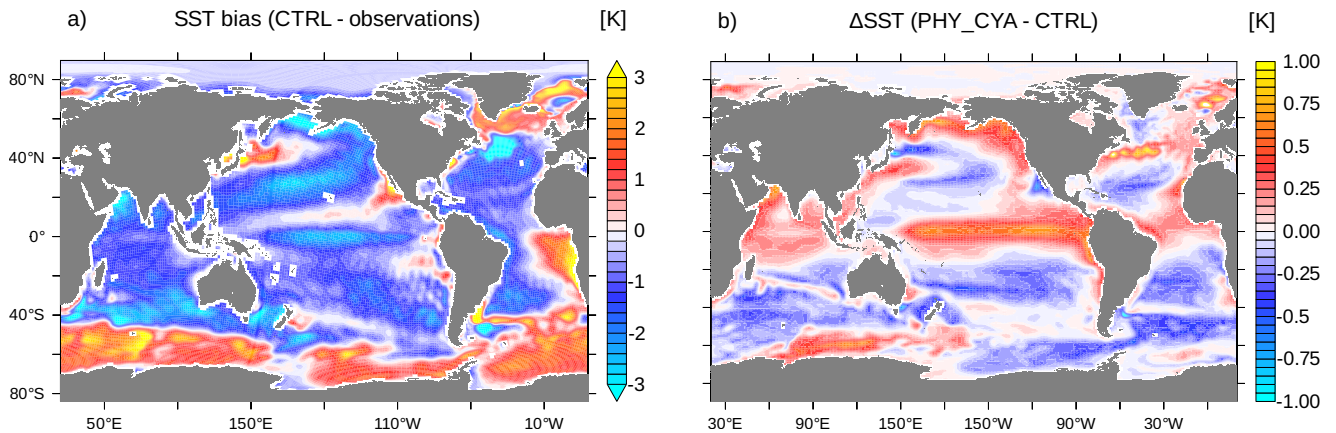 a) SST bias (CTRL - observations) [K]
80°N
40°N
0°
40°S
80°S
50°E 150°E 110°W 10°W
3
2
1
0
-1
-2
-3
b) ΔSST (PHY_CYA - CTRL) [K]
30°E 90°E 150°E 150°W 90°W 30°W
1.00
0.75
0.50
0.25
0.00
-0.25
-0.50
-0.75
-1.00